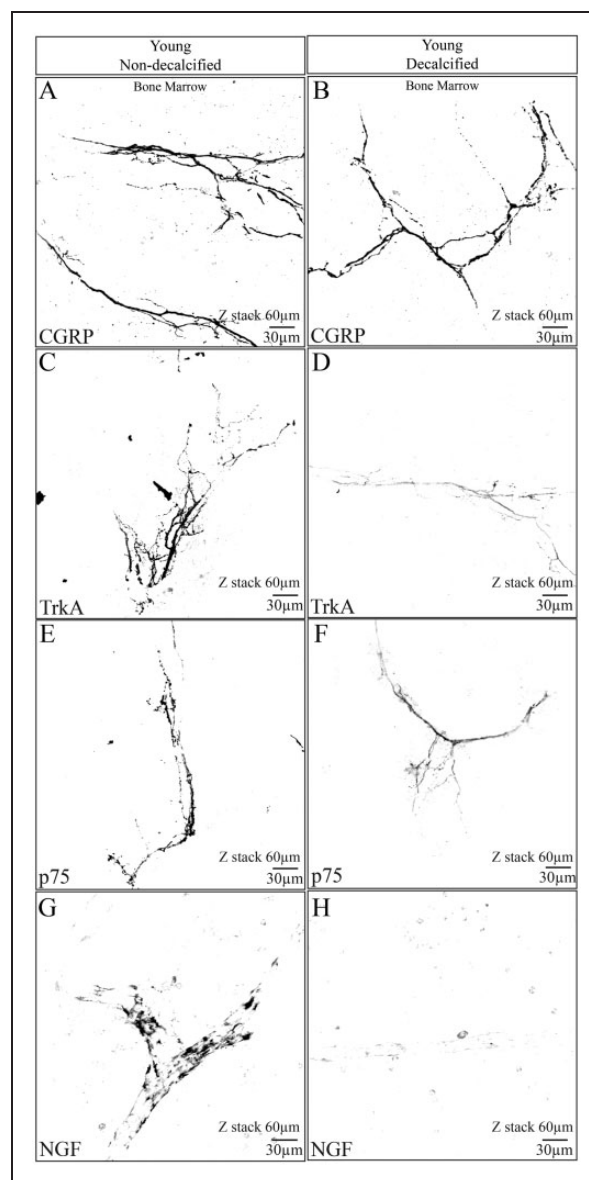 Young
Non-decalcified
Young
Decalcified
A
Bone Marrow
Z stack 60µm
30µm
CGRP
B
Bone Marrow
Z stack 60µm
30µm
CGRP
C
Z stack 60µm
30µm
TrkA
D
Z stack 60µm
30µm
TrkA
E
Z stack 60µm
30µm
p75
F
Z stack 60µm
30µm
p75
G
Z stack 60µm
30µm
NGF
H
Z stack 60µm
30µm
NGF